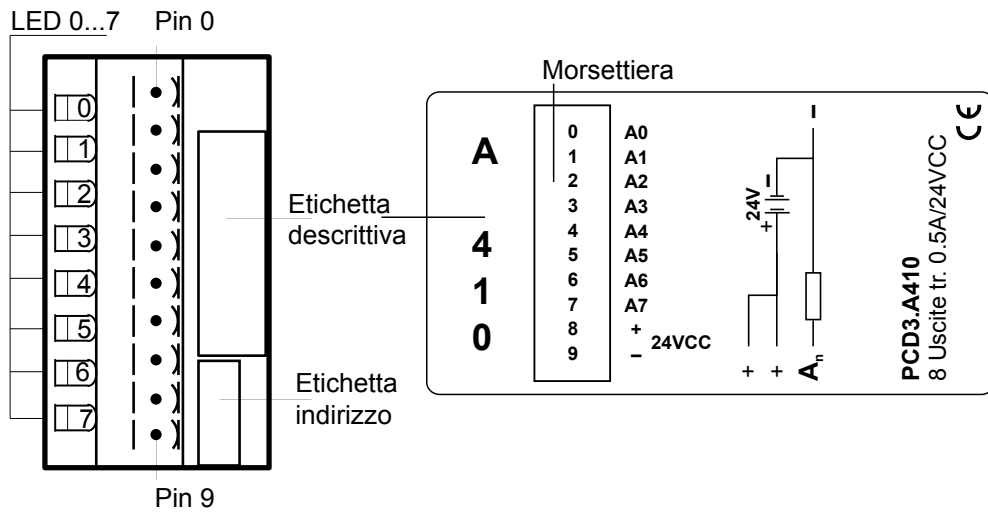 LED 0...7
Pin 0
0
1
2
3
4
5
6
7
Pin 9
Etichetta
descrittiva
Etichetta
indirizzo
Morsettiera
A
4
1
0
0 A0
1 A1
2 A2
3 A3
4 A4
5 A5
6 A6
7 A7
8 +
9 –
24VCC
24V
–
+
–
+ + An
PCD3.A410
8 Uscite tr. 0.5A/24VCC
CE